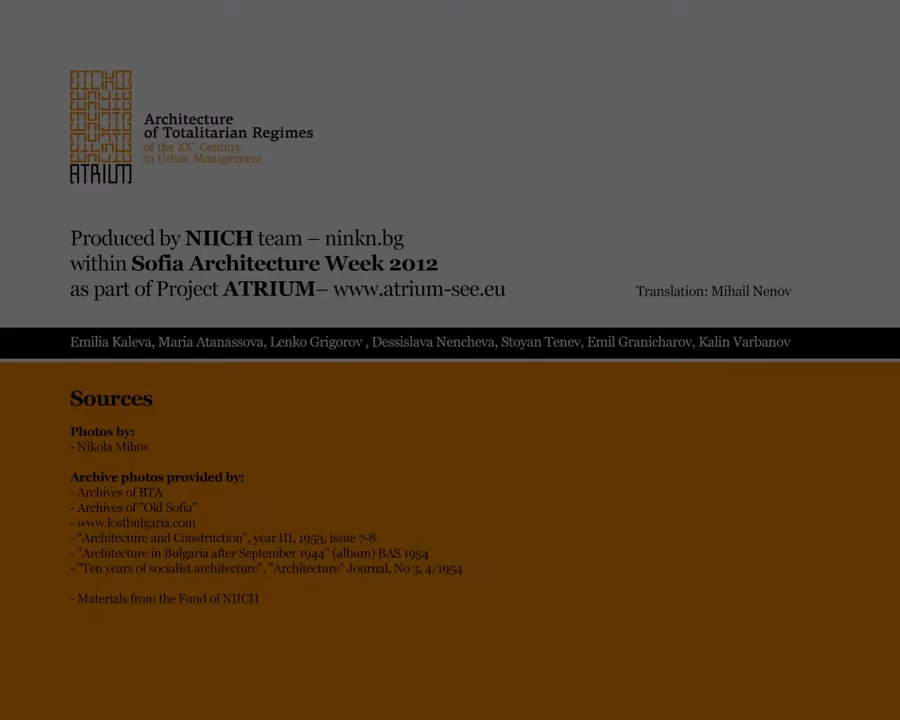 ATRIUM
Architecture
of Totalitarian Regimes
of the XXth Century
in Urban Management
Produced by NIICH team – ninkn.bg
within Sofia Architecture Week 2012
as part of Project ATRIUM– www.atrium-see.eu
Translation: Mihail Nenov
Emilia Kaleva, Maria Atanassova, Lenko Grigorov , Dessislava Nencheva, Stoyan Tenev, Emil Granicharov, Kalin Varbanov
Sources
Photos by:
- Nikola Mihov
Archive photos provided by:
- Archives of BTA
- Archives of "Old Sofia"
- www.lostbulgaria.com
- "Architecture and Construction", year III, 1953, issue 7-8
- "Architecture in Bulgaria after September 1944" (album) BAS 1954
- "Ten years of socialist architecture", "Architecture" Journal, No 3, 4/1954
- Materials from the Fund of NIICH